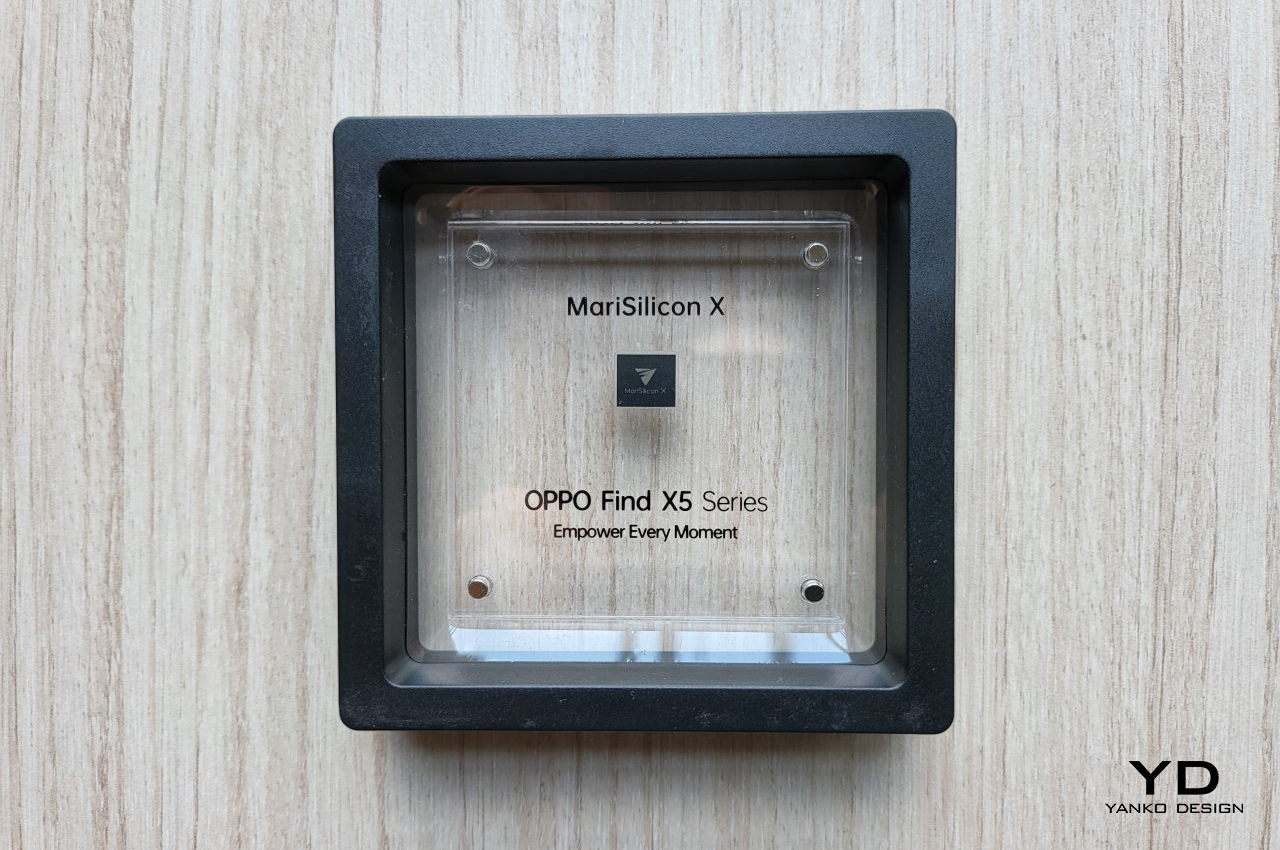 MariSilicon X
MariSilicon X
OPPO Find X5 Series
Empower Every Moment
YD
YANKO DESIGN